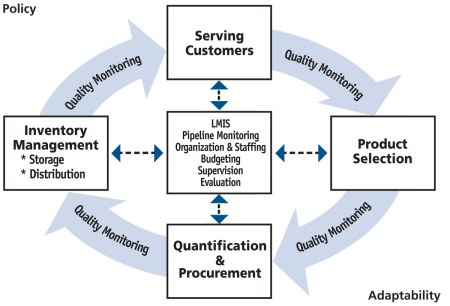 Policy
Serving
Customers
Quality Monitoring
Quality Monitoring
Inventory
Management
* Storage
* Distribution
LMIS
Pipeline Monitoring
Organization & Staffing
Budgeting
Supervision
Evaluation
Product
Selection
Quality Monitoring
Quality Monitoring
Quantification
&
Procurement
Adaptability